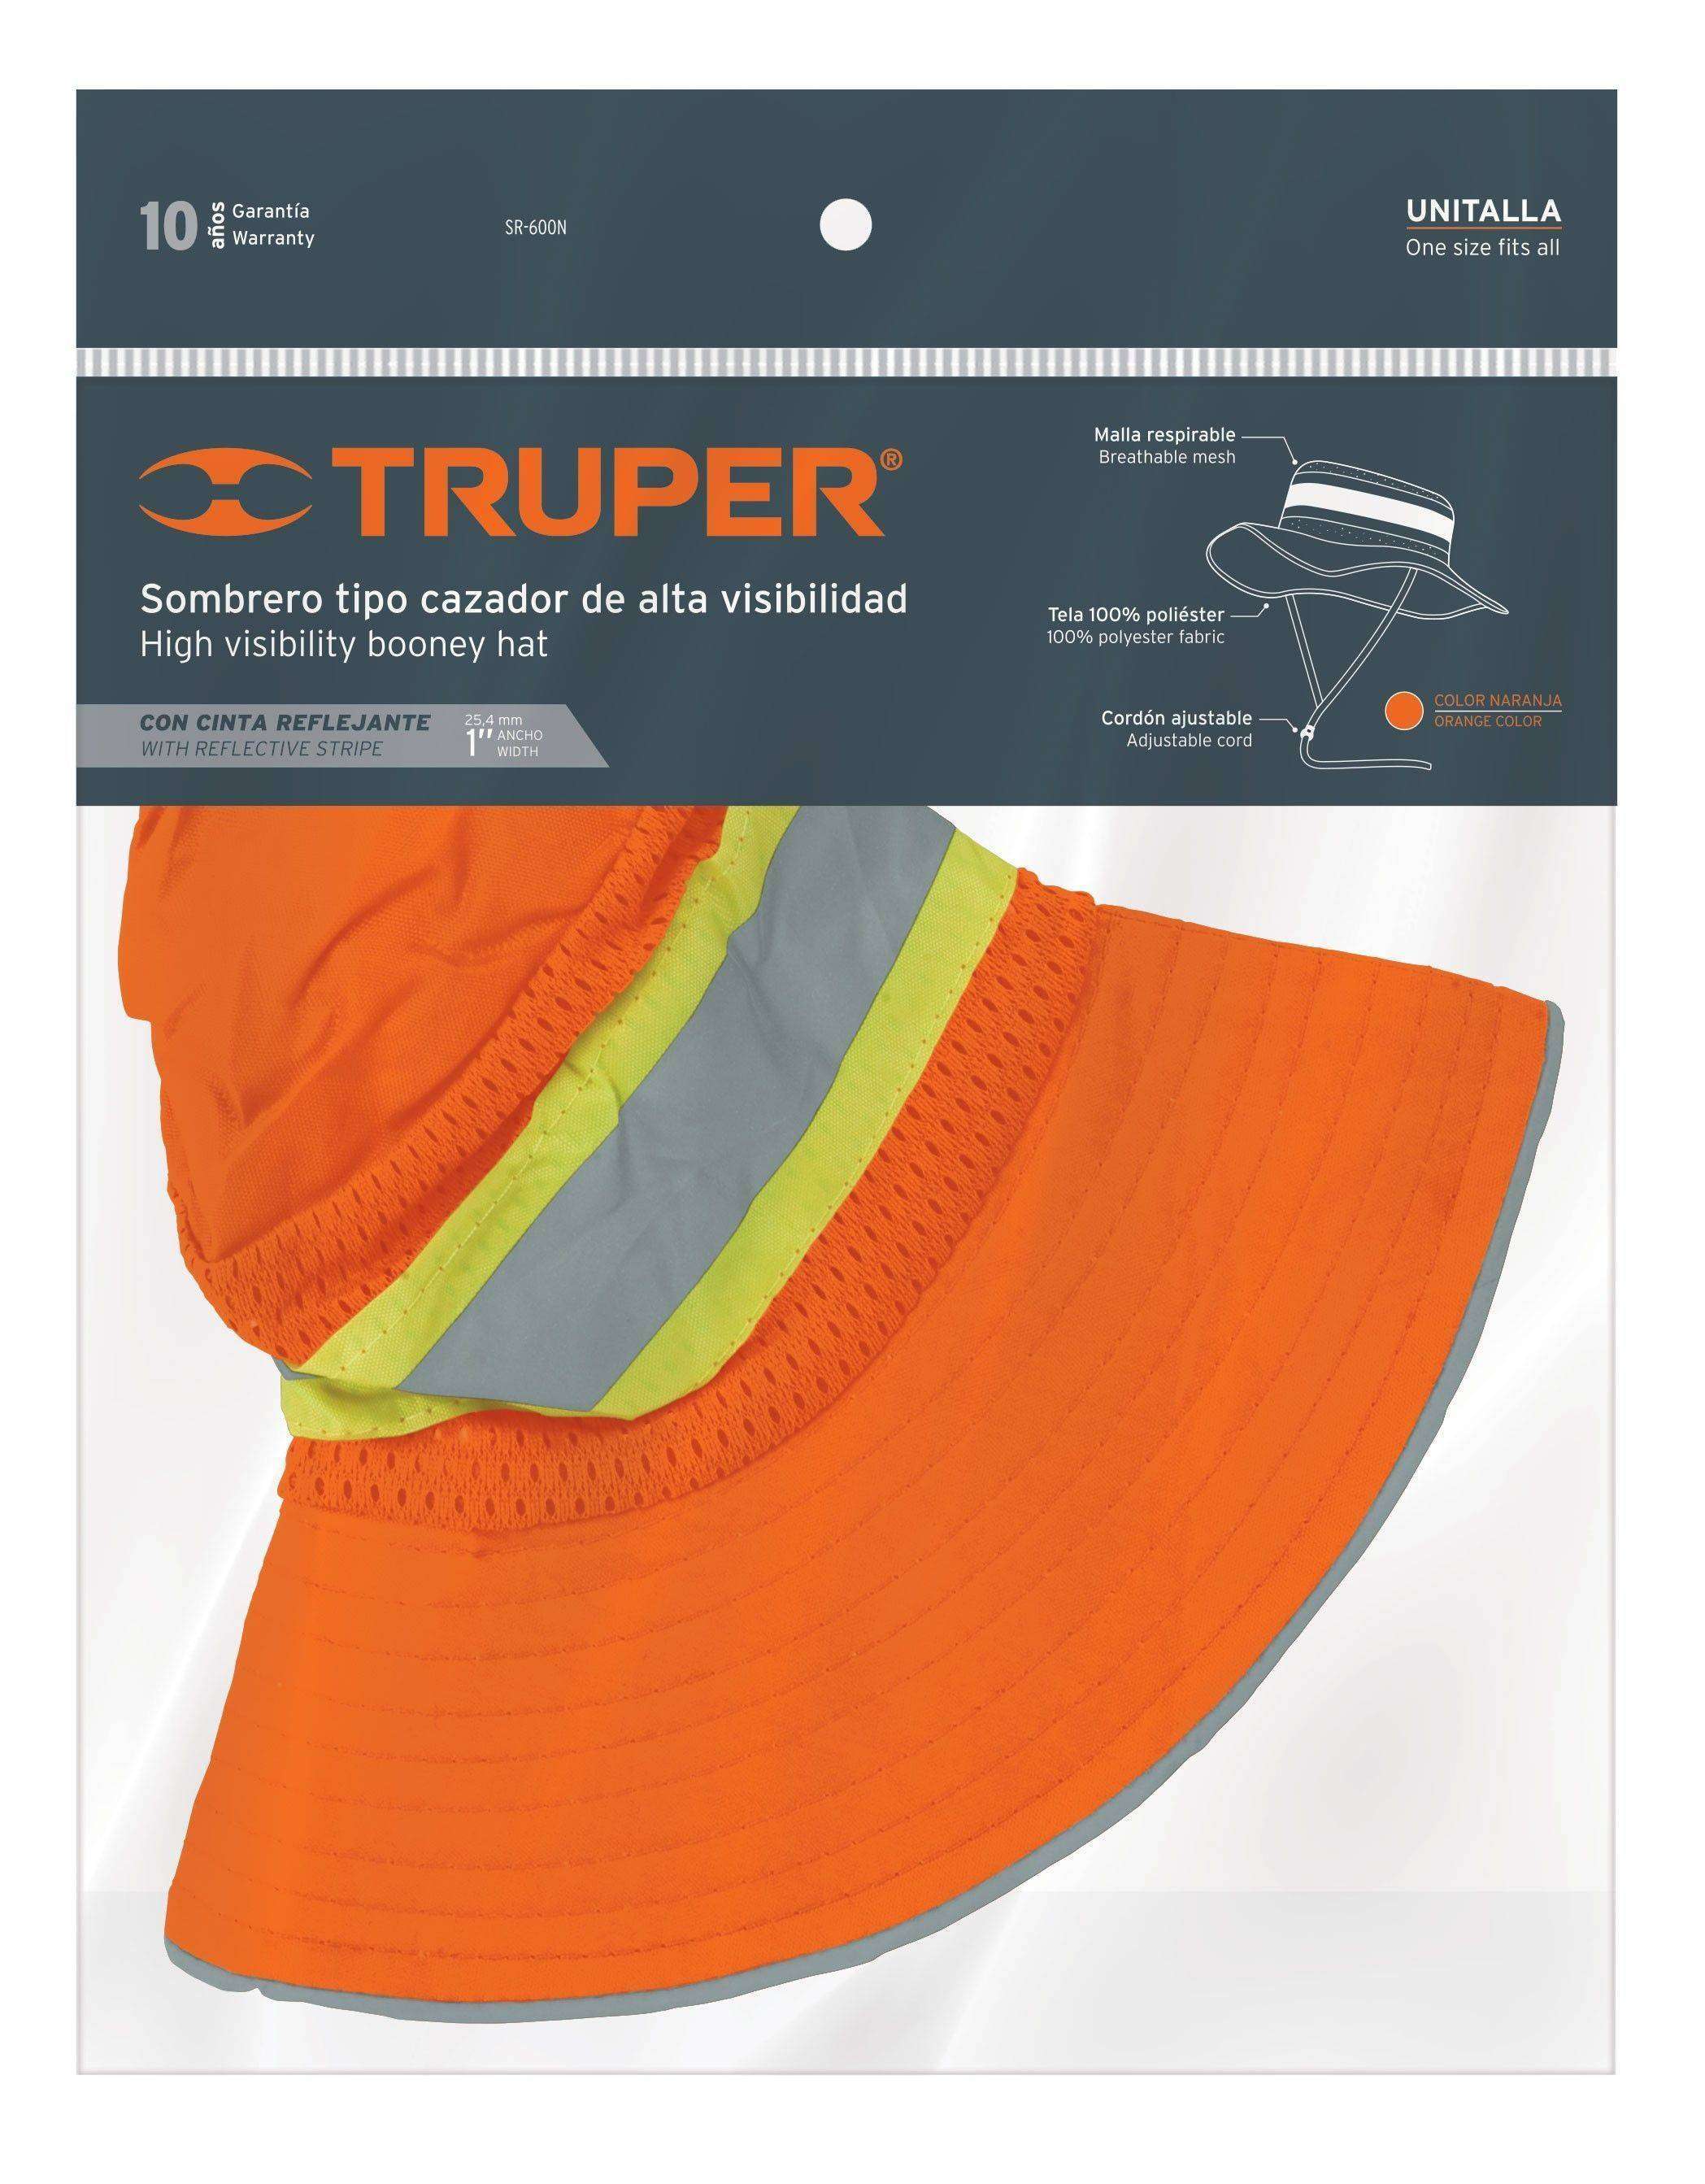 10 años Garantía
Warranty
SR-600N
UNITALLA
One size fits all
TRUPER®
Sombrero tipo cazador de alta visibilidad
High visibility booney hat
CON CINTA REFLEJANTE
WITH REFLECTIVE STRIPE
25,4 mm
1" ANCHO
WIDTH
Malla respirable
Breathable mesh
Tela 100% poliéster
100% polyester fabric
Cordón ajustable
Adjustable cord
COLOR NARANJA
ORANGE COLOR